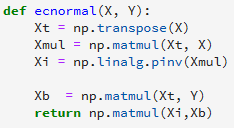 def ecnormal(X, Y):
    Xt = np.transpose(X)
    Xmul = np.matmul(Xt, X)
    Xi = np.linalg.pinv(Xmul)

    Xb  = np.matmul(Xt, Y)
    return np.matmul(Xi,Xb)